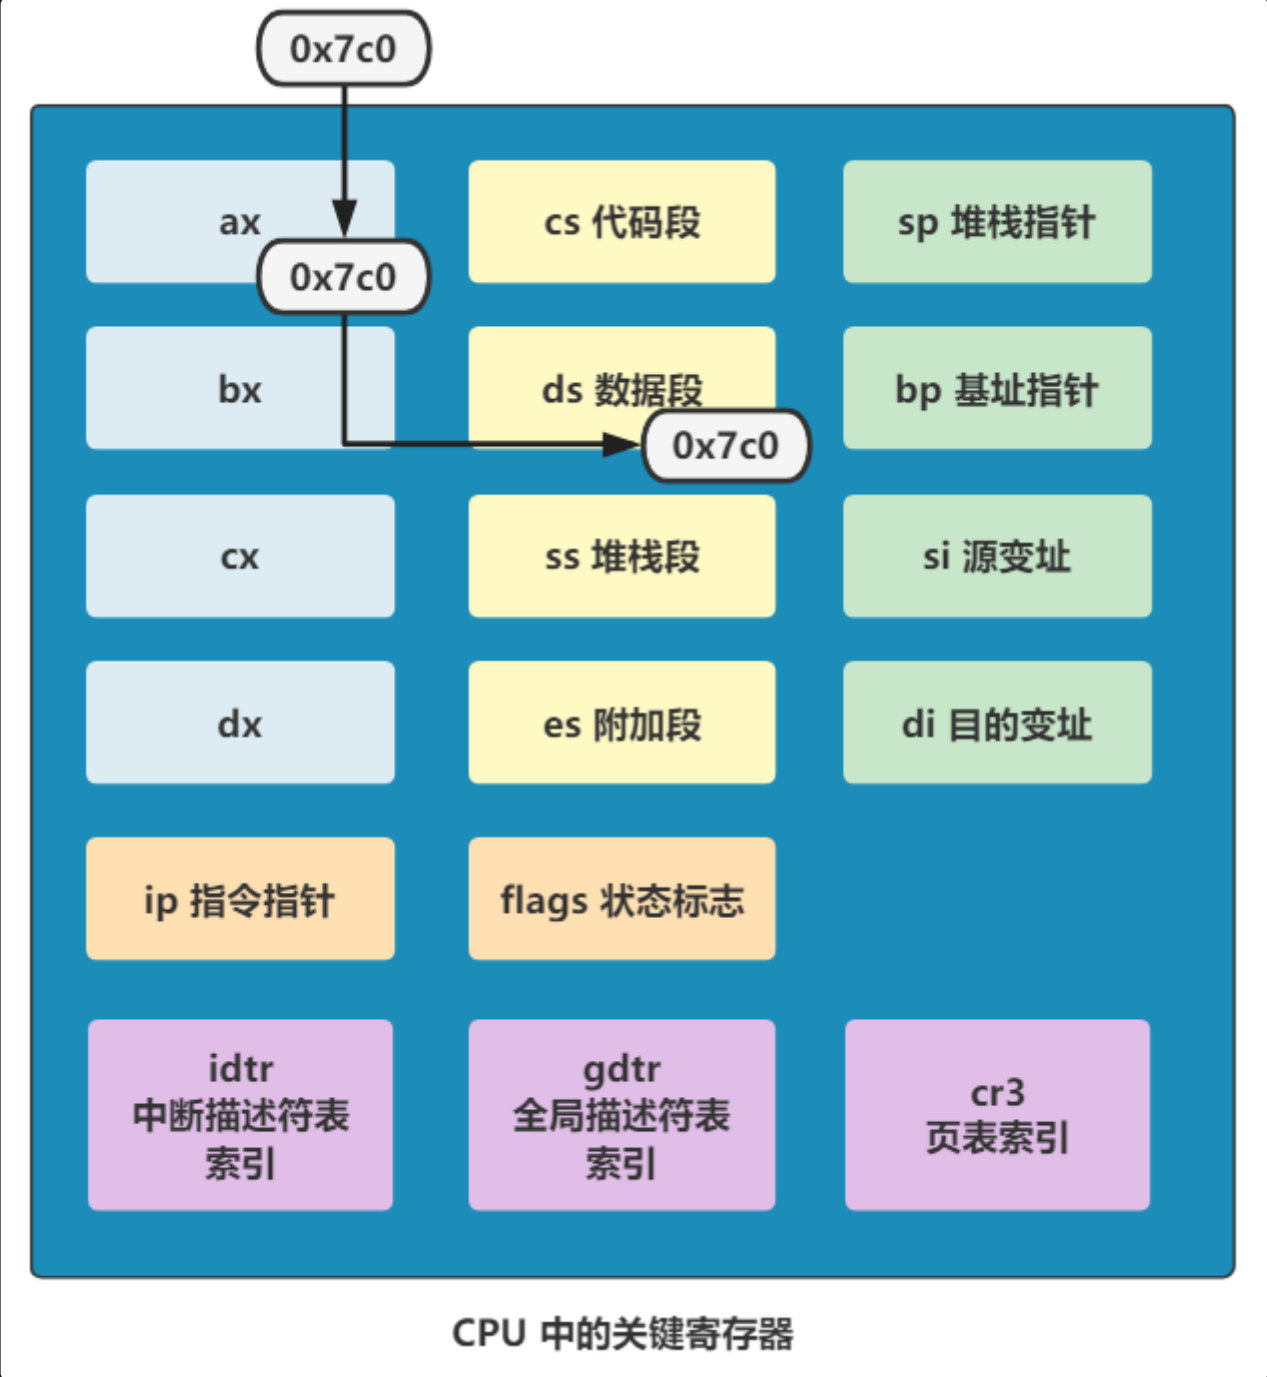 0x7c0
ax
cs 代码段
sp 堆栈指针
0x7c0
bx
ds 数据段
bp 基址指针
0x7c0
cx
ss 堆栈段
si 源变址
dx
es 附加段
di 目的变址
ip 指令指针
flags 状态标志
idtr
中断描述符表
索引
gdtr
全局描述符表
索引
cr3
页表索引
CPU 中的关键寄存器